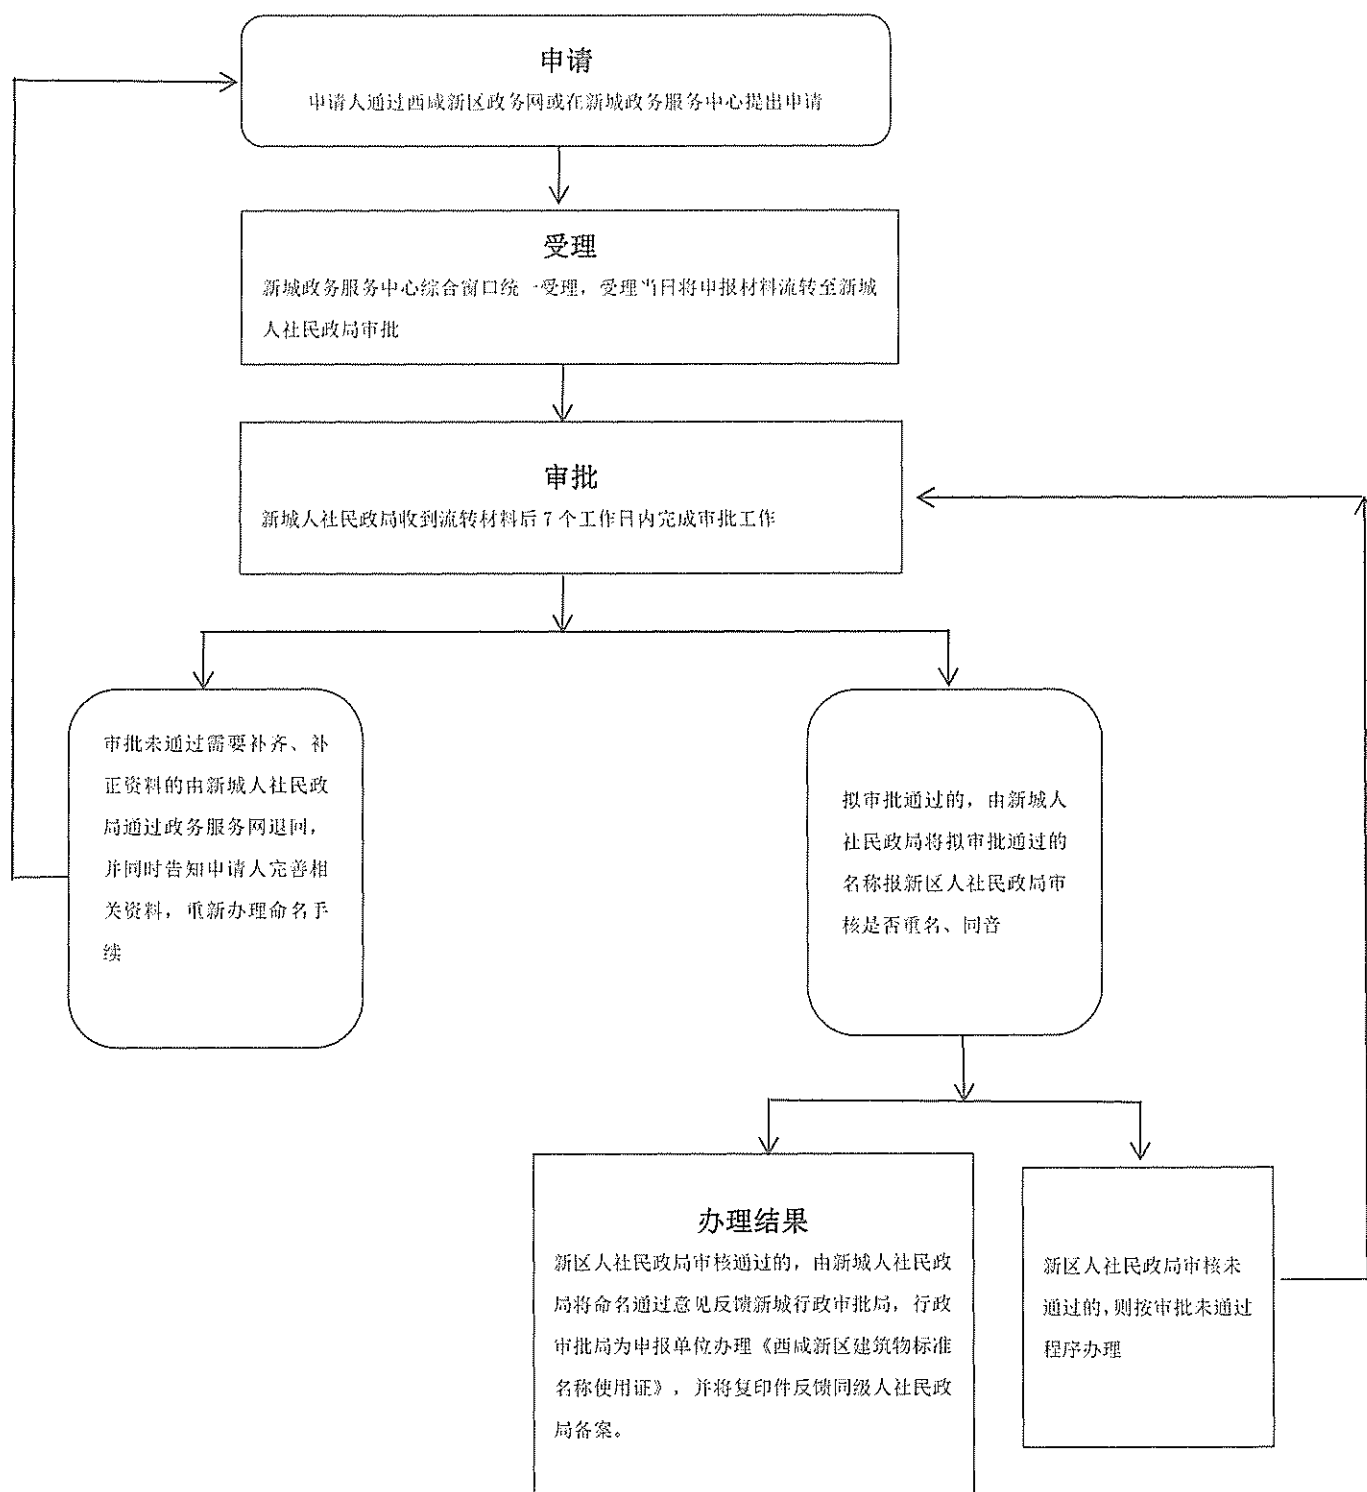 申请
申请人通过西咸新区政务网或在新城政务服务中心提出申请
受理
新城政务服务中心综合窗口统一受理，受理当日将申报材料流转至新城
人社民政局审批
审批
新城人社民政局收到流转材料后 7 个工作日内完成审批工作
审批未通过需要补齐、补
正资料的由新城人社民政
局通过政务服务网退回，
并同时告知申请人完善相
关资料，重新办理命名手
续
拟审批通过的，由新城人
社民政局将拟审批通过的
名称报新区人社民政局审
核是否重名、同音
办理结果
新区人社民政局审核通过的，由新城人社民政
局将命名通过意见反馈新城行政审批局，行政
审批局为申报单位办理《西咸新区建筑物标准
名称使用证》，并将复印件反馈同级人社民政
局备案。
新区人社民政局审核未
通过的，则按审批未通过
程序办理